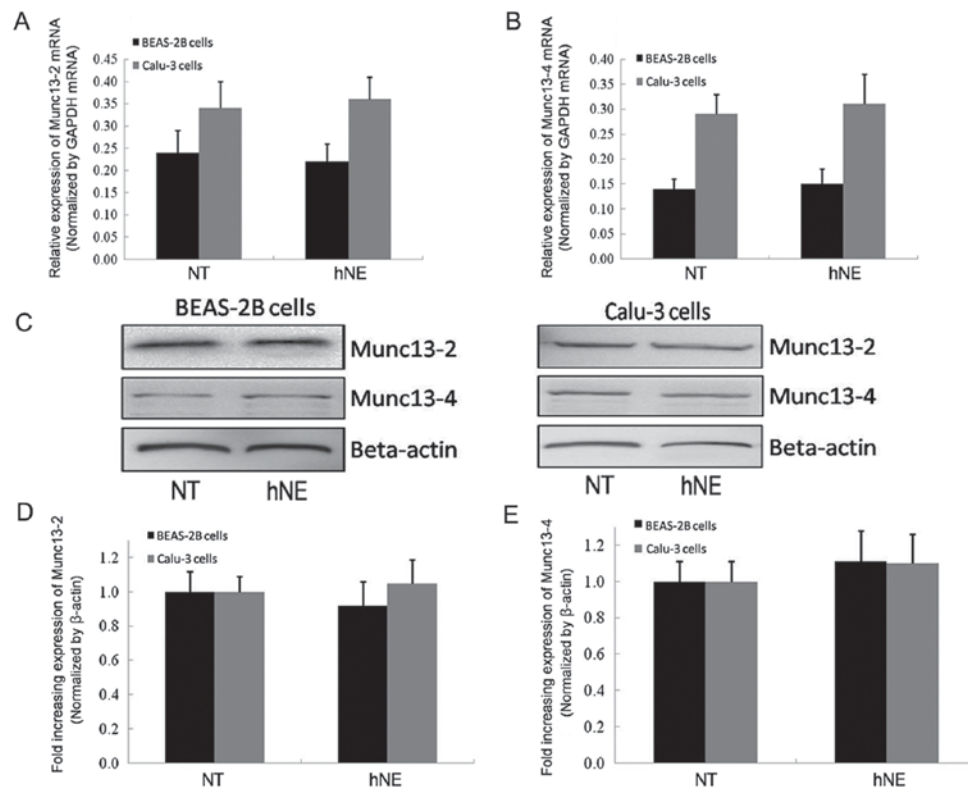 A
Relative expression of Munc13-2 mRNA
(Normalized by GAPDH mRNA)
BEAS-2B cells
Calu-3 cells
0.45
0.40
0.35
0.30
0.25
0.20
0.15
0.10
0.05
0.00
NT
hNE
B
Relative expression of Munc13-4 mRNA
(Normalized by GAPDH mRNA)
BEAS-2B cells
Calu-3 cells
0.40
0.35
0.30
0.25
0.20
0.15
0.10
0.05
0.00
NT
hNE
C
BEAS-2B cells
Munc13-2
Munc13-4
Beta-actin
NT
hNE
Calu-3 cells
Munc13-2
Munc13-4
Beta-actin
NT
hNE
D
Fold increasing expression of Munc13-2
(Normalized by β-actin)
BEAS-2B cells
Calu-3 cells
1.2
1.0
0.8
0.6
0.4
0.2
0.0
NT
hNE
E
Fold increasing expression of Munc13-4
(Normalized by β-actin)
BEAS-2B cells
Calu-3 cells
1.2
1.0
0.8
0.6
0.4
0.2
0.0
NT
hNE